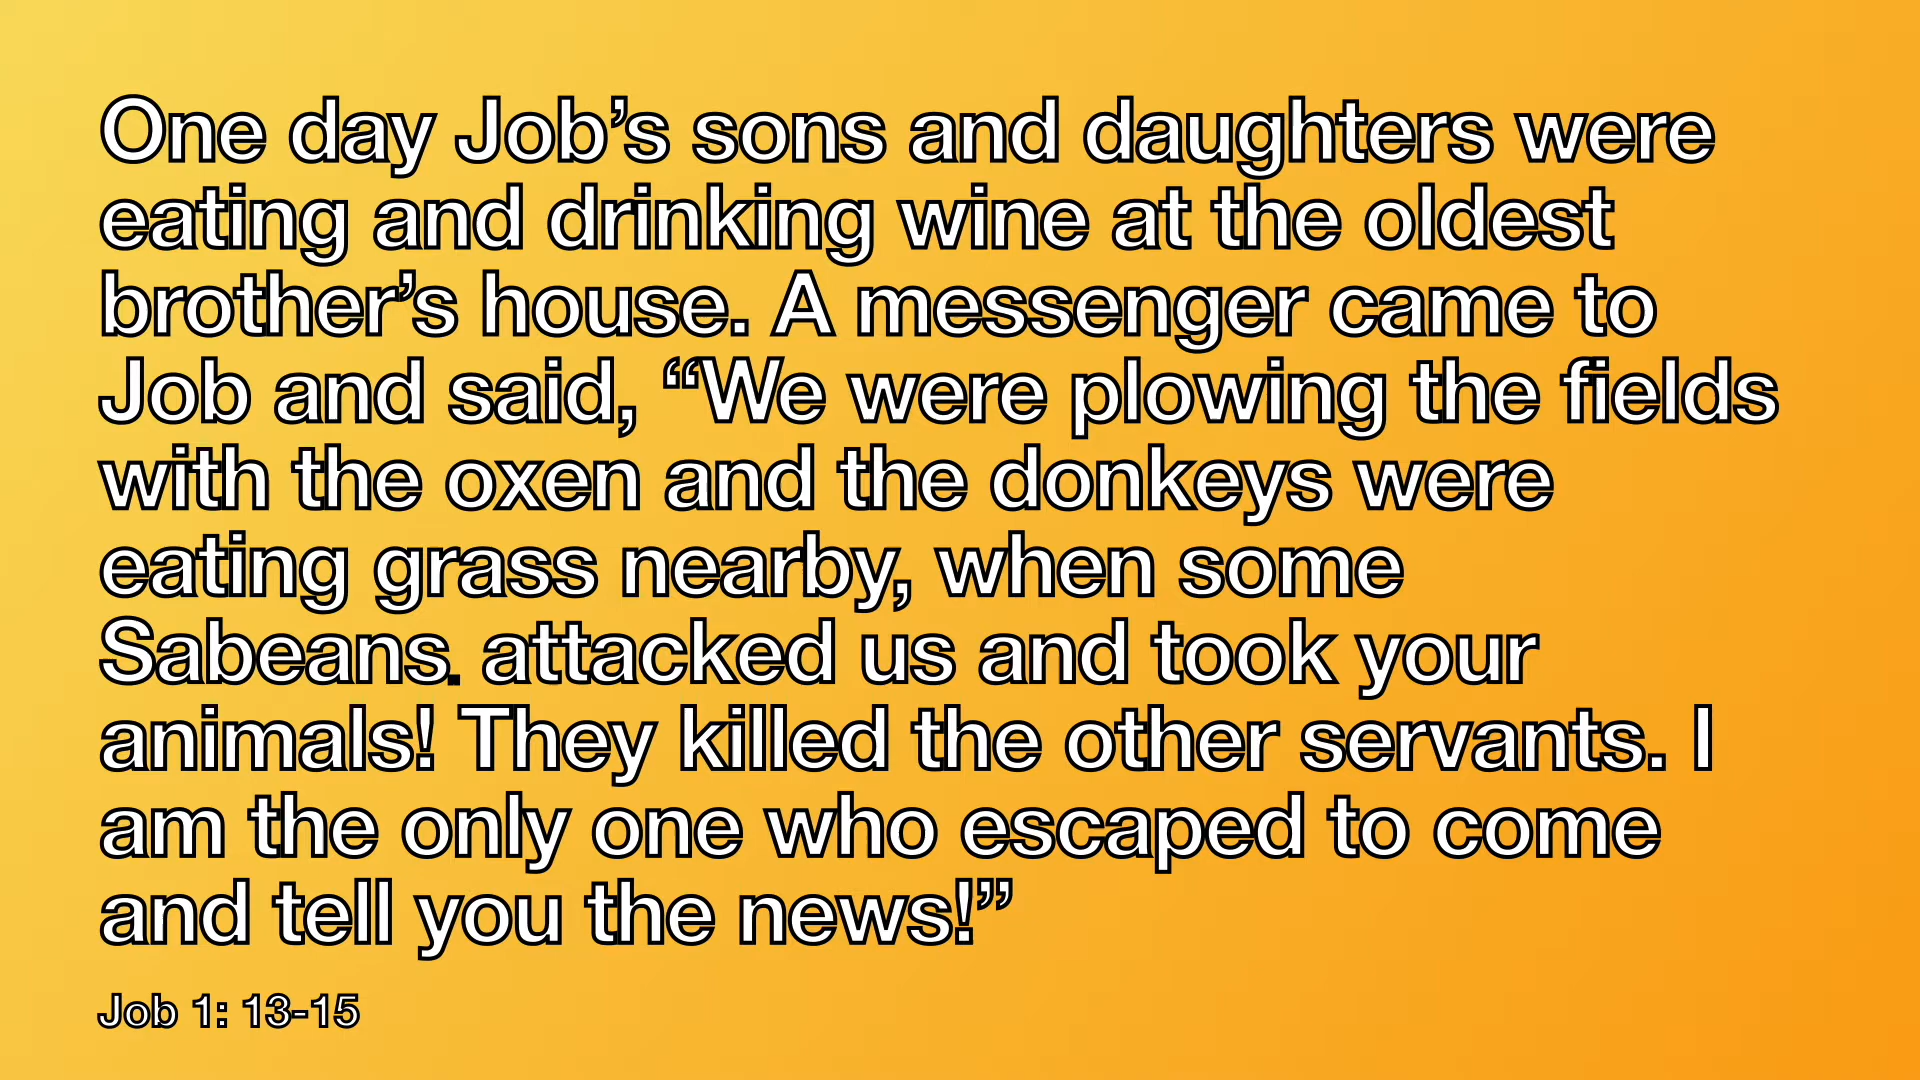 One day Job’s sons and daughters were
eating and drinking wine at the oldest
brother’s house. A messenger came to
Job and said, “We were plowing the fields
with the oxen and the donkeys were
eating grass nearby, when some
Sabeans. attacked us and took your
animals! They killed the other servants. I
am the only one who escaped to come
and tell you the news!”
Job 1: 13-15